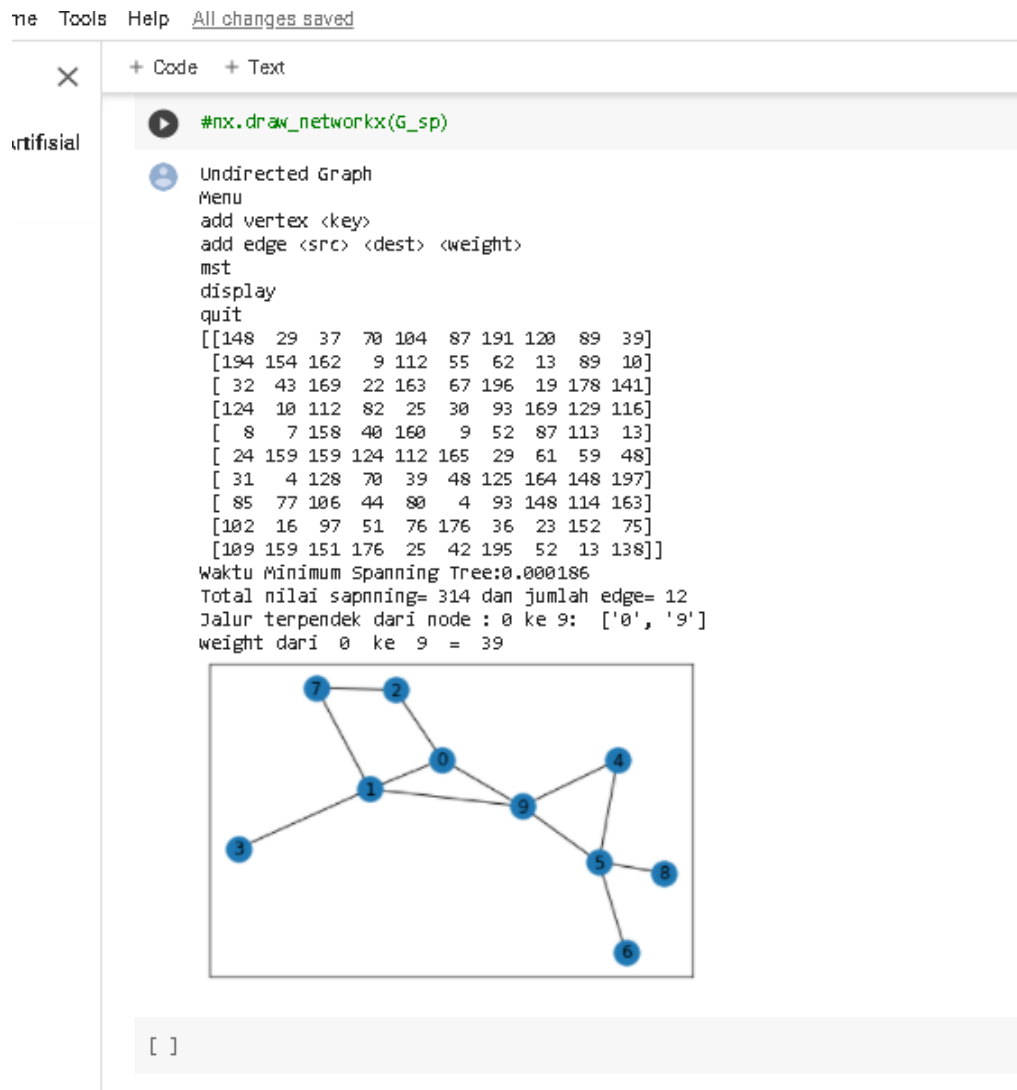 me Tools Help All changes saved
+ Code + Text
rtifisial
#nx.draw_networkx(G_sp)
Undirected Graph
Menu
add vertex <key>
add edge <src> <dest> <weight>
mst
display
quit
[[148 29 37 70 104 87 191 120 89 39]
[194 154 162 9 112 55 62 13 89 10]
[ 32 43 169 22 163 67 196 19 178 141]
[124 10 112 82 25 30 93 169 129 116]
[ 8 7 158 40 160 9 52 87 113 13]
[ 24 159 159 124 112 165 29 61 59 48]
[ 31 4 128 70 39 48 125 164 148 197]
[ 85 77 106 44 80 4 93 148 114 163]
[102 16 97 51 76 176 36 23 152 75]
[109 159 151 176 25 42 195 52 13 138]]
Waktu Minimum Spanning Tree:0.000186
Total nilai sapnning= 314 dan jumlah edge= 12
Jalur terpendek dari node : 0 ke 9: ['0', '9']
weight dari 0 ke 9 = 39
7 2
0 4
1
9
3
5
8
6
[ ]